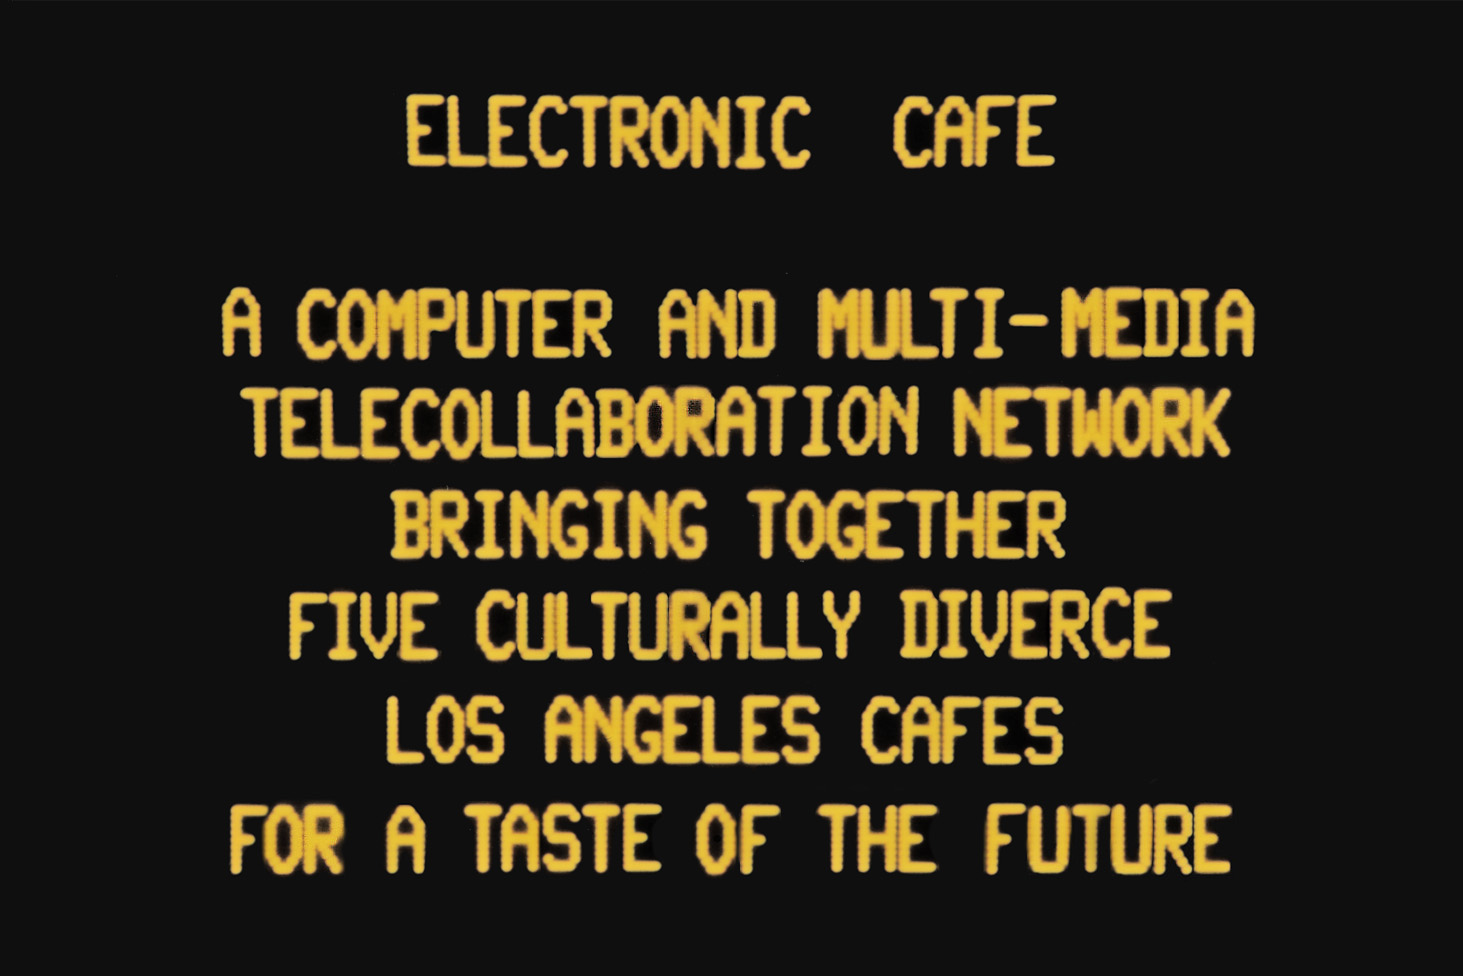 ELECTRONIC CAFE
A COMPUTER AND MULTI-MEDIA
TELECOLLABORATION NETWORK
BRINGING TOGETHER
FIVE CULTURALLY DIVERCE
LOS ANGELES CAFES
FOR A TASTE OF THE FUTURE